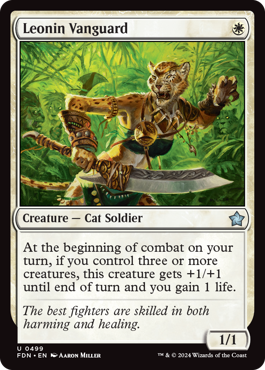 Leonin Vanguard
Creature — Cat Soldier
At the beginning of combat on your
turn, if you control three or more
creatures, this creature gets +1/+1
until end of turn and you gain 1 life.
The best fighters are skilled in both
harming and healing.
1/1
U 0499
FDN • EN AARON MILLER
™ & © 2024 Wizards of the Coast